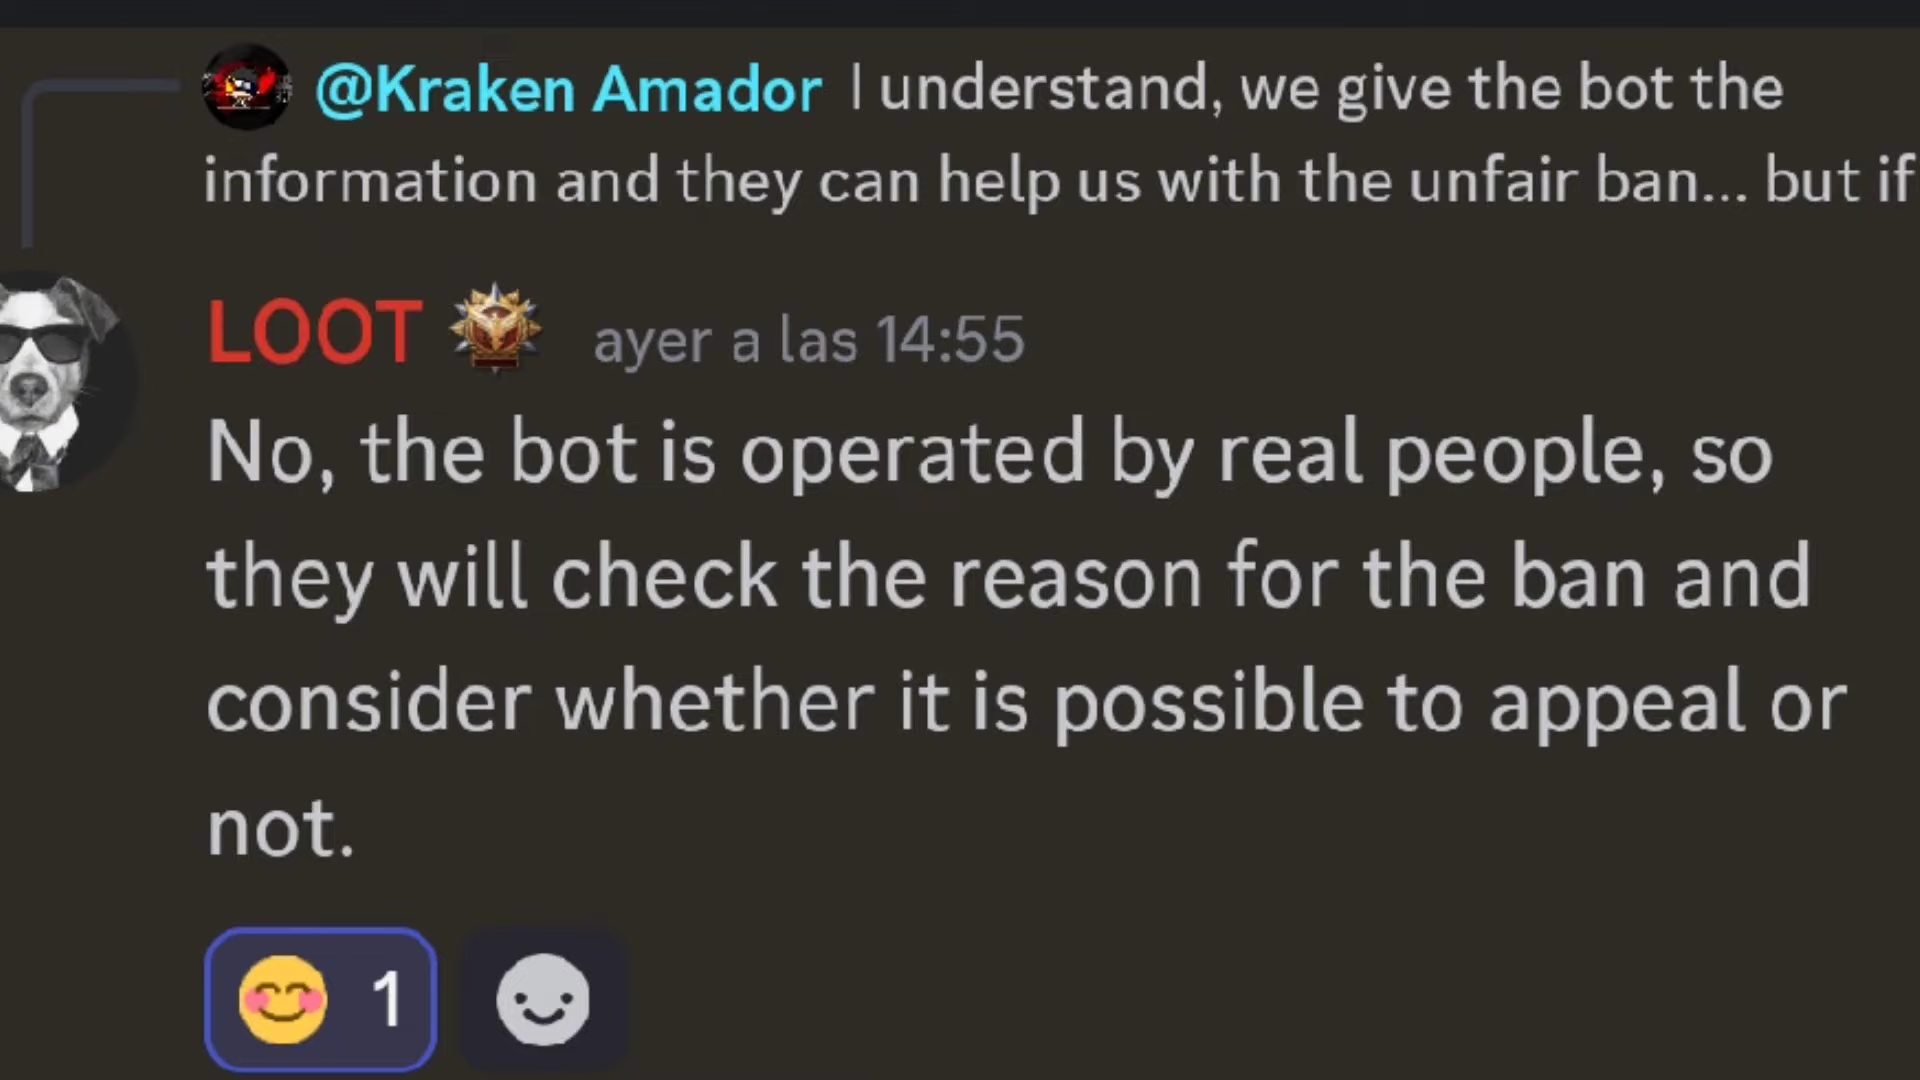 @Kraken Amador I understand, we give the bot the
information and they can help us with the unfair ban... but if
LOOT ayer a las 14:55
No, the bot is operated by real people, so
they will check the reason for the ban and
consider whether it is possible to appeal or
not.
1